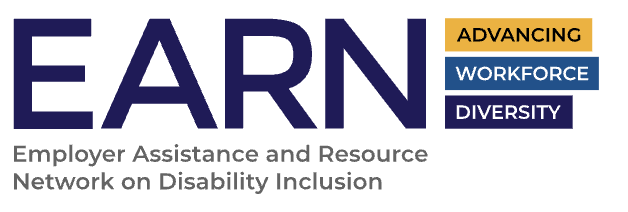 EARN
ADVANCING
WORKFORCE
DIVERSITY
Employer Assistance and Resource
Network on Disability Inclusion